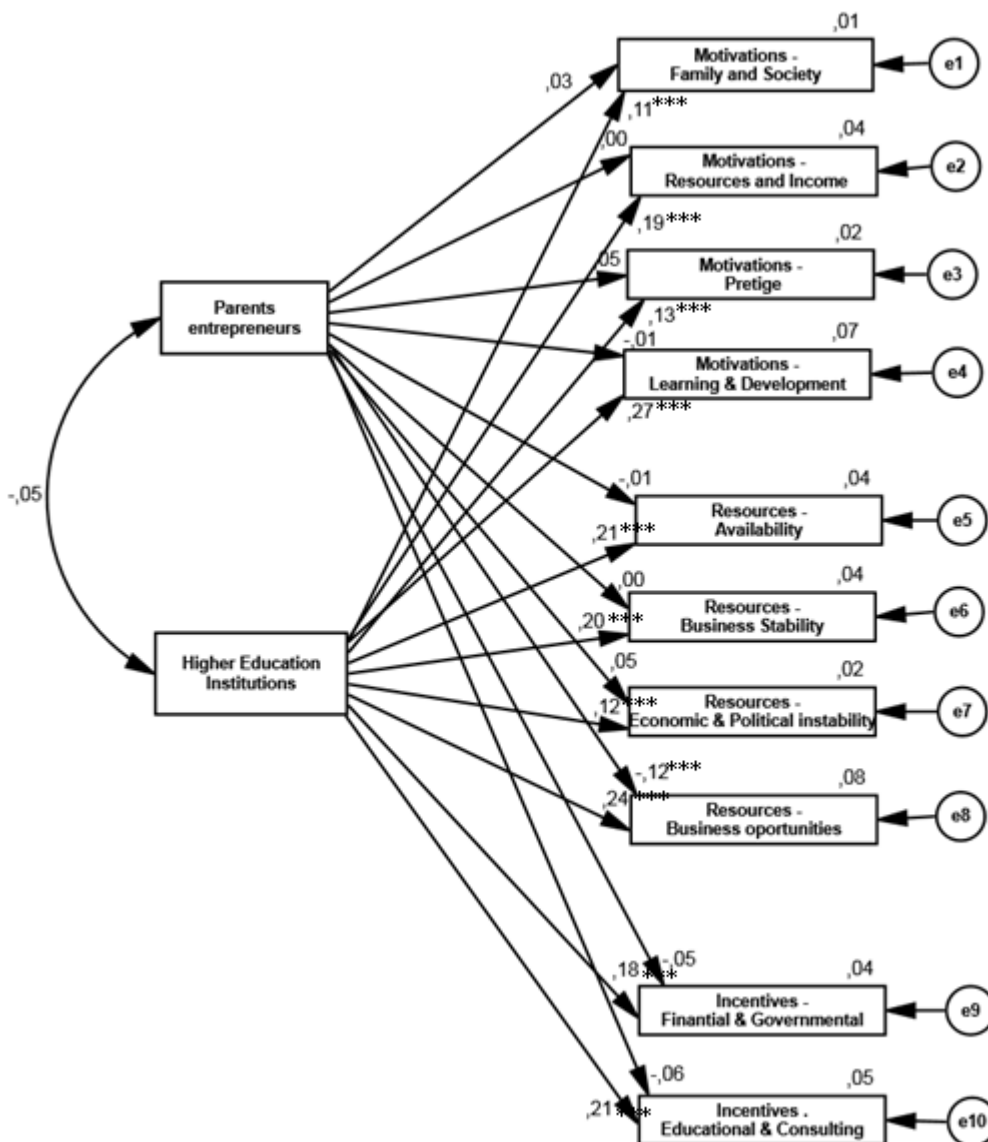 ,01
Motivations -
Family and Society
e1
,03
,11***
,00
,04
Motivations -
Resources and Income
e2
,19***
,05
,02
Motivations -
Pretige
e3
,13***
-,01
,07
Motivations -
Learning & Development
e4
,27***
Parents
entrepreneurs
-,05
Higher Education
Institutions
-,01
,04
Resources -
Availability
e5
,21***
,00
,04
Resources -
Business Stability
e6
,20***
,05
,02
Resources -
Economic & Political instability
e7
,12***
-,12***
,08
Resources -
Business oportunities
e8
,24***
-,05
,04
Incentives -
Finantial & Governmental
e9
,18***
-,06
,05
Incentives .
Educational & Consulting
e10
,21***